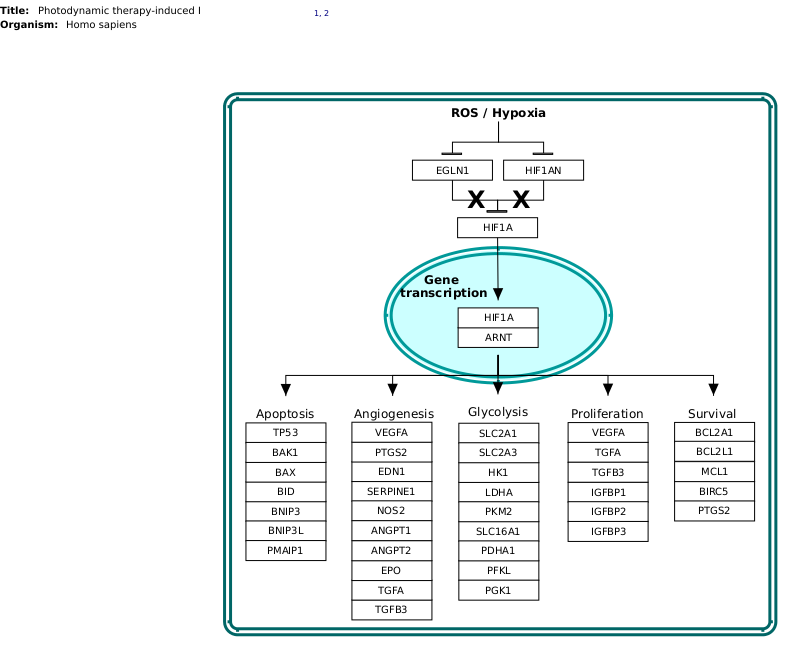 Title: Photodynamic therapy-induced I
1, 2
Organism: Homo sapiens
ROS / Hypoxia
EGLN1
HIF1AN
X X
HIF1A
Gene
transcription
HIF1A
ARNT
Apoptosis
TP53
BAK1
BAX
BID
BNIP3
BNIP3L
PMAIP1
Angiogenesis
VEGFA
PTGS2
EDN1
SERPINE1
NOS2
ANGPT1
ANGPT2
EPO
TGFA
TGFB3
Glycolysis
SLC2A1
SLC2A3
HK1
LDHA
PKM2
SLC16A1
PDHA1
PFKL
PGK1
Proliferation
VEGFA
TGFA
TGFB3
IGFBP1
IGFBP2
IGFBP3
Survival
BCL2A1
BCL2L1
MCL1
BIRC5
PTGS2